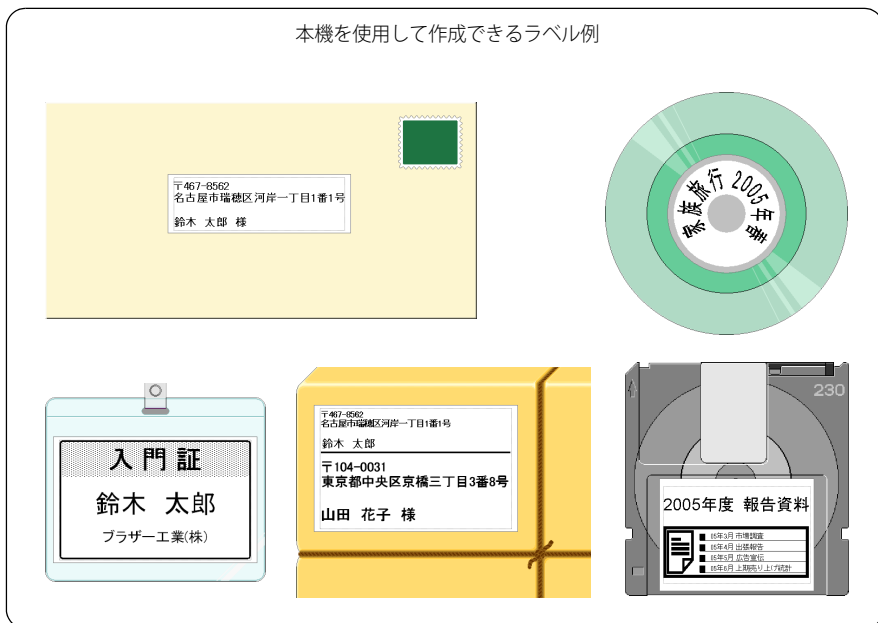 本機を使用して作成できるラベル例
〒467-8562
名古屋市瑞穂区河岸一丁目1番1号
鈴木 太郎 様
家族旅行 2005年春
入門証
鈴木 太郎
ブラザー工業(株)
〒467-8562
名古屋市瑞穂区河岸一丁目1番1号
鈴木 太郎
〒104-0031
東京都中央区京橋三丁目3番8号
山田 花子 様
230
2005年度 報告資料
05年3月 市場調査
05年4月 出張報告
05年5月 広告宣伝
05年6月 上期売り上げ統計